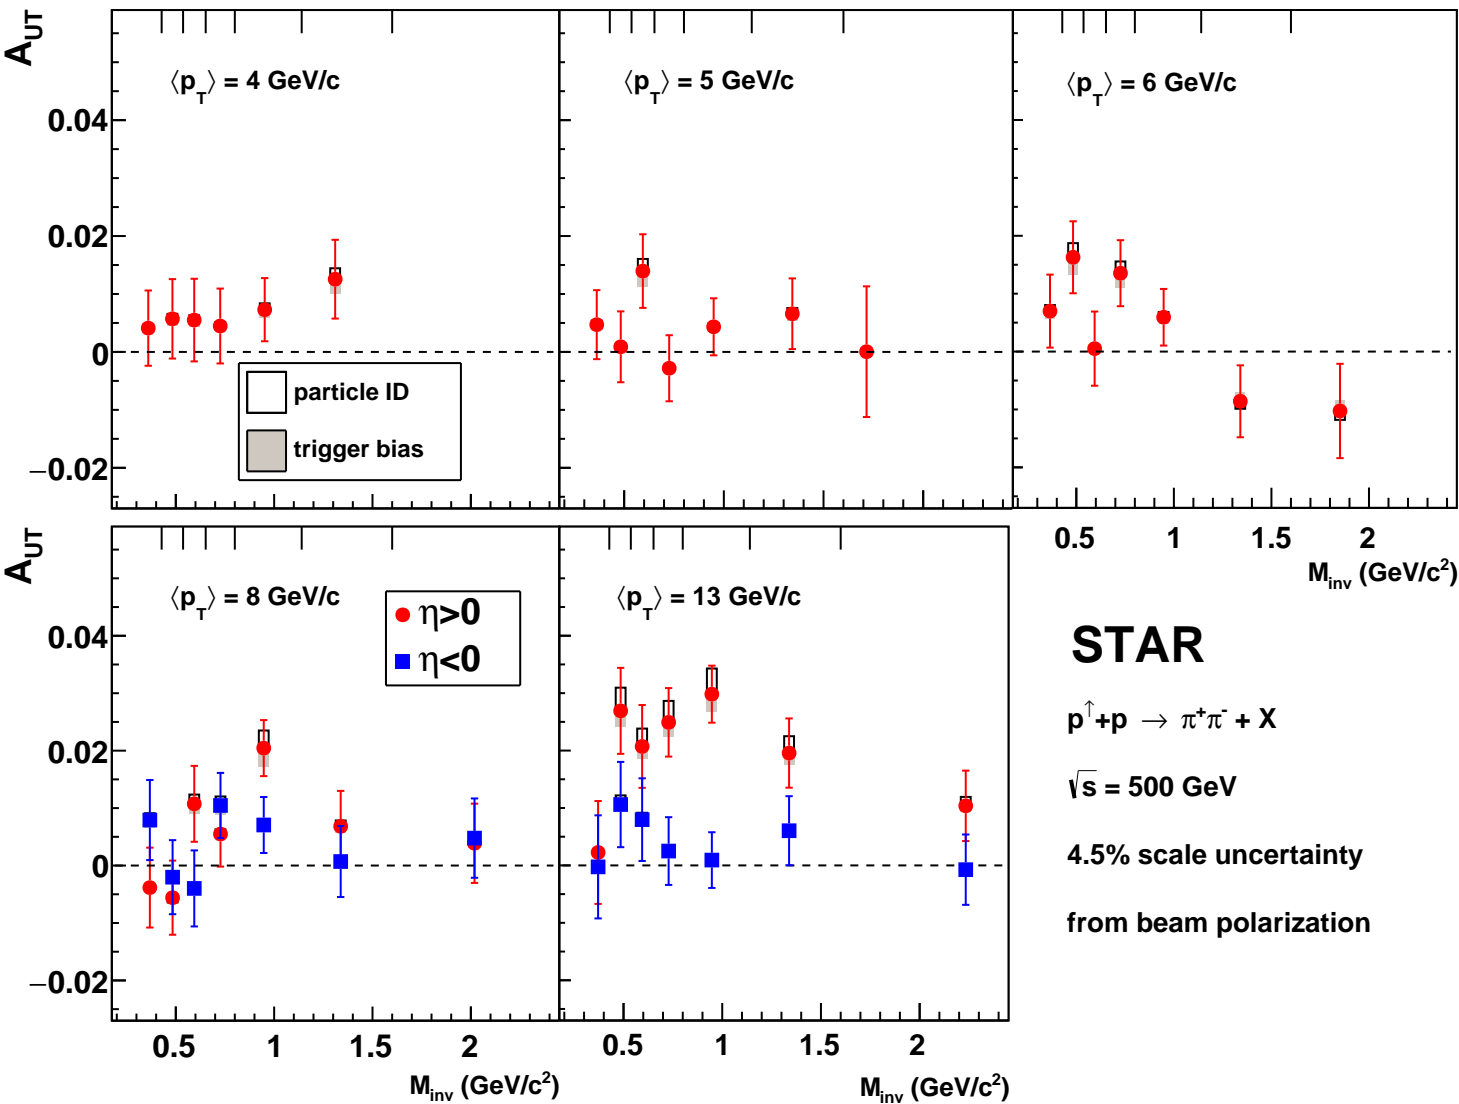 A_UT
⟨p_T⟩ = 4 GeV/c
⟨p_T⟩ = 5 GeV/c
⟨p_T⟩ = 6 GeV/c
0.04
0.02
0
−0.02
particle ID
trigger bias
0.5 1 1.5 2
M_inv (GeV/c²)
A_UT
⟨p_T⟩ = 8 GeV/c
⟨p_T⟩ = 13 GeV/c
η>0
η<0
0.04
0.02
0
−0.02
0.5 1 1.5 2
M_inv (GeV/c²)
0.5 1 1.5 2
M_inv (GeV/c²)
STAR
p↑+p → π⁺π⁻ + X
√s = 500 GeV
4.5% scale uncertainty
from beam polarization